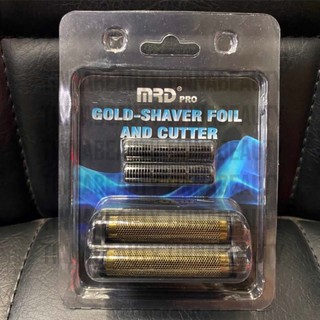 MRD PRO
GOLD-SHAVER FOIL
AND CUTTER